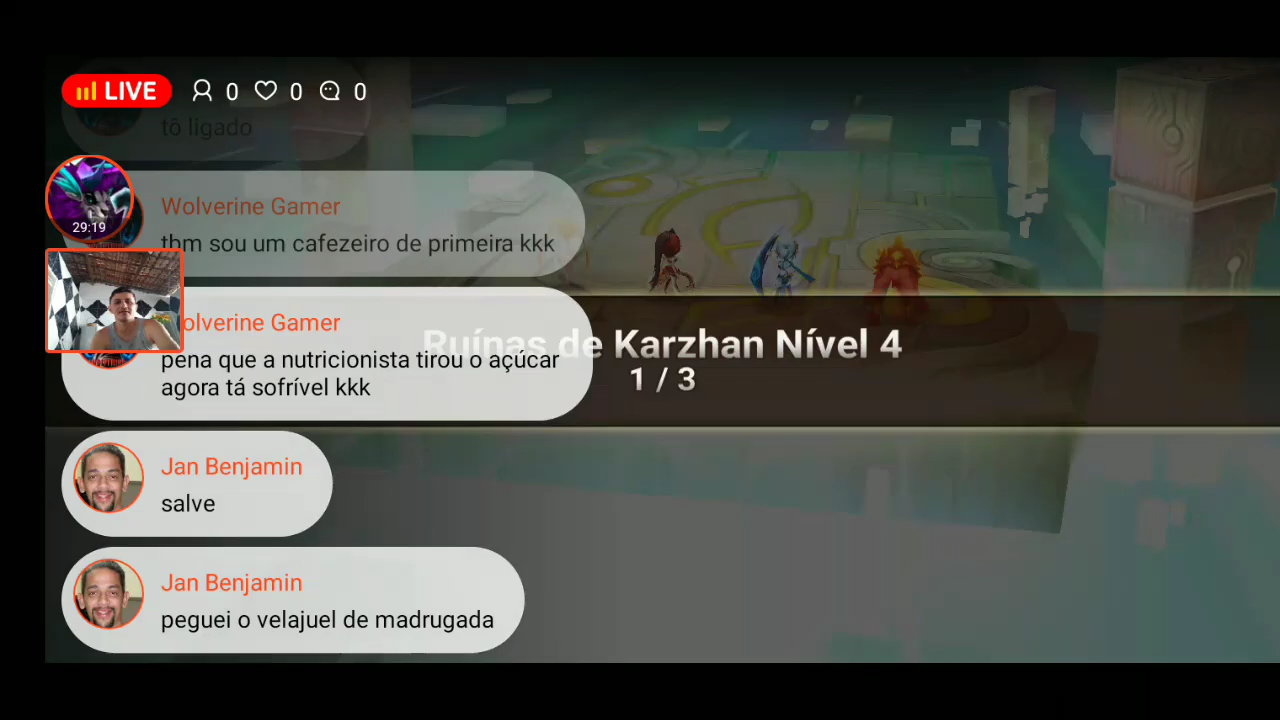 LIVE 0 0 0
tô ligado
Wolverine Gamer
tbm sou um cafezeiro de primeira kkk
29:19
olverine Gamer
pena que a nutricionista tirou o açúcar
agora tá sofrível kkk
Ruínas de Karzhan Nível 4
1 / 3
Jan Benjamin
salve
Jan Benjamin
peguei o velajuel de madrugada